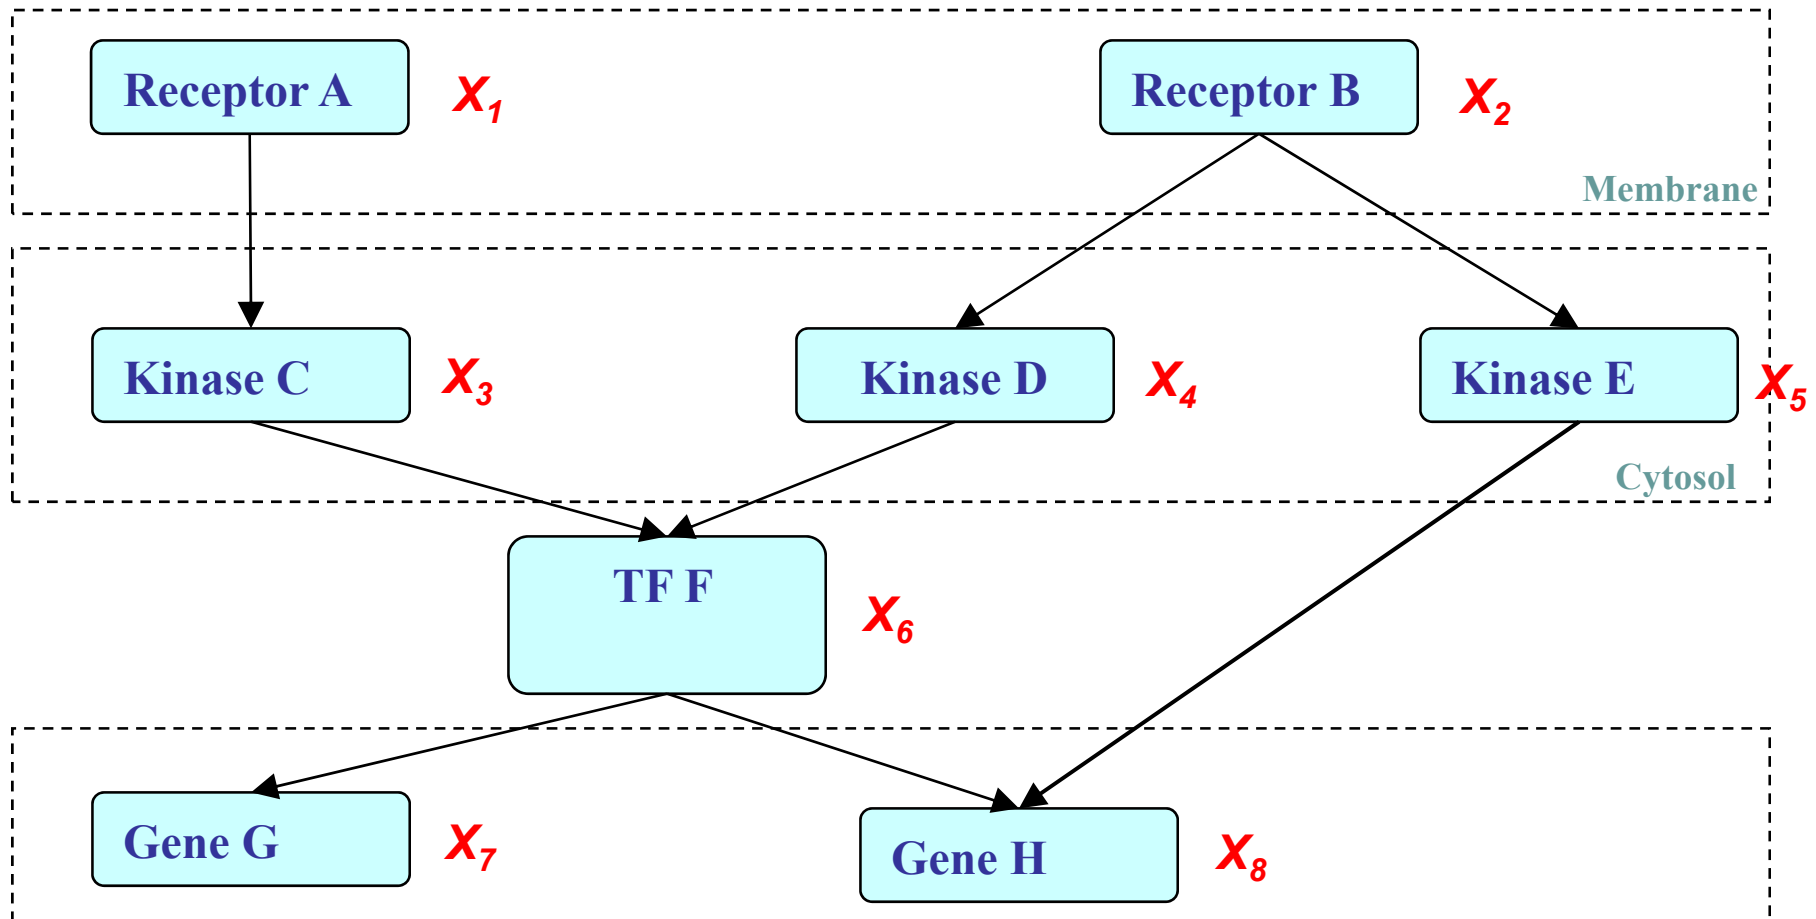 Receptor A
X1
Receptor B
X2
Membrane
Kinase C
X3
Kinase D
X4
Kinase E
X5
Cytosol
TF F
X6
Gene G
X7
Gene H
X8